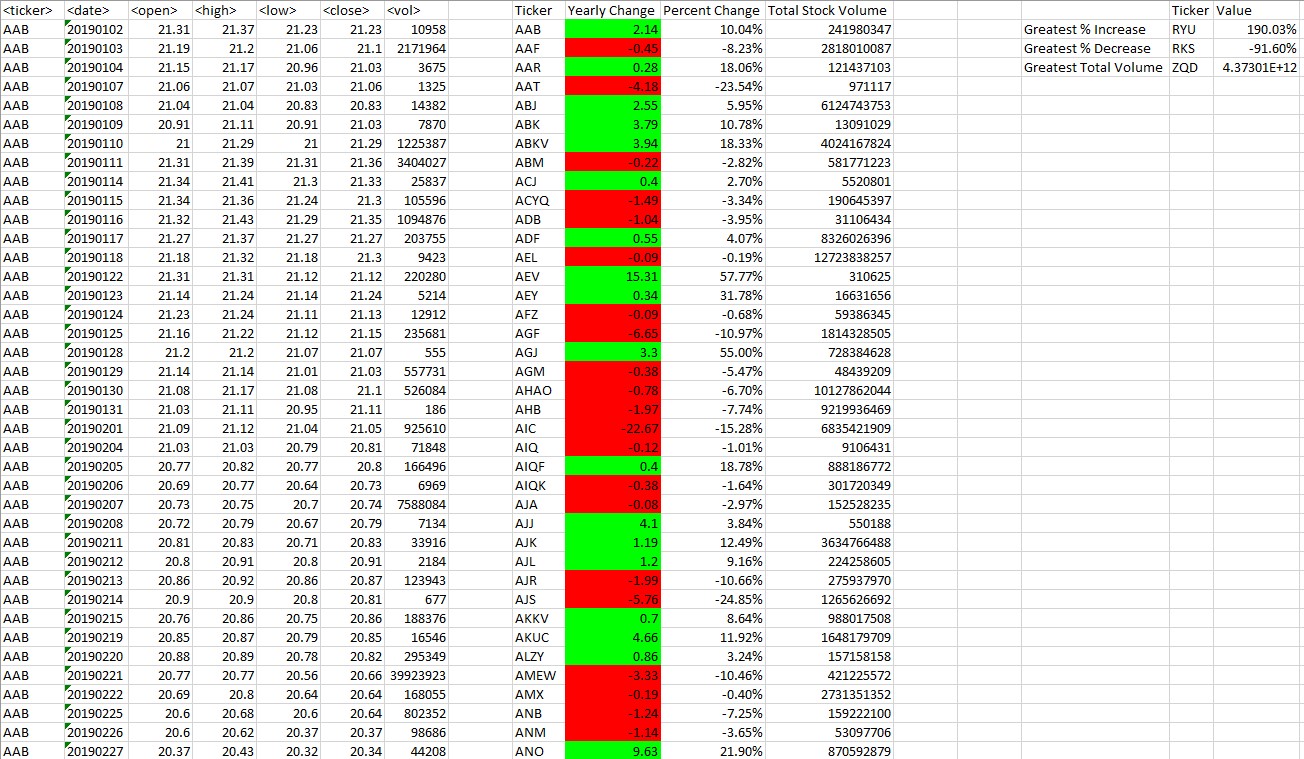 <ticker> <date> <open> <high> <low> <close> <vol> Ticker Yearly Change Percent Change Total Stock Volume Ticker Value
AAB 20190102 21.31 21.37 21.23 21.23 10958 AAB 2.14 10.04% 241980347 Greatest % Increase RYU 190.03%
AAB 20190103 21.19 21.2 21.06 21.1 2171964 AAF -0.45 -8.23% 2818010087 Greatest % Decrease RKS -91.60%
AAB 20190104 21.15 21.17 20.96 21.03 3675 AAR 0.28 18.06% 121437103 Greatest Total Volume ZQD 4.37301E+12
AAB 20190107 21.06 21.07 21.03 21.06 1325 AAT -4.18 -23.54% 971117
AAB 20190108 21.04 21.04 20.83 20.83 14382 ABJ 2.55 5.95% 6124743753
AAB 20190109 20.91 21.11 20.91 21.03 7870 ABK 3.79 10.78% 13091029
AAB 20190110 21 21.29 21 21.29 1225387 ABKV 3.94 18.33% 4024167824
AAB 20190111 21.31 21.39 21.31 21.36 3404027 ABM -0.22 -2.82% 581771223
AAB 20190114 21.34 21.41 21.3 21.33 25837 ACJ 0.4 2.70% 5520801
AAB 20190115 21.34 21.36 21.24 21.3 105596 ACYQ -1.49 -3.34% 190645397
AAB 20190116 21.32 21.43 21.29 21.35 1094876 ADB -1.04 -3.95% 31106434
AAB 20190117 21.27 21.37 21.27 21.27 203755 ADF 0.55 4.07% 8326026396
AAB 20190118 21.18 21.32 21.18 21.3 9423 AEL -0.09 -0.19% 12723838257
AAB 20190122 21.31 21.31 21.12 21.12 220280 AEV 15.31 57.77% 310625
AAB 20190123 21.14 21.24 21.14 21.24 5214 AEY 0.34 31.78% 16631656
AAB 20190124 21.23 21.24 21.11 21.13 12912 AFZ -0.09 -0.68% 59386345
AAB 20190125 21.16 21.22 21.12 21.15 235681 AGF -6.65 -10.97% 1814328505
AAB 20190128 21.2 21.2 21.07 21.07 555 AGJ 3.3 55.00% 728384628
AAB 20190129 21.14 21.14 21.01 21.03 557731 AGM -0.38 -5.47% 48439209
AAB 20190130 21.08 21.17 21.08 21.1 526084 AHAO -0.78 -6.70% 10127862044
AAB 20190131 21.03 21.11 20.95 21.11 186 AHB -1.97 -7.74% 9219936469
AAB 20190201 21.09 21.12 21.04 21.05 925610 AIC -22.67 -15.28% 6835421909
AAB 20190204 21.03 21.03 20.79 20.81 71848 AIQ -0.12 -1.01% 9106431
AAB 20190205 20.77 20.82 20.77 20.8 166496 AIQF 0.4 18.78% 888186772
AAB 20190206 20.69 20.77 20.64 20.73 6969 AIQK -0.38 -1.64% 301720349
AAB 20190207 20.73 20.75 20.7 20.74 7588084 AJA -0.08 -2.97% 152528235
AAB 20190208 20.72 20.79 20.67 20.79 7134 AJJ 4.1 3.84% 550188
AAB 20190211 20.81 20.83 20.71 20.83 33916 AJK 1.19 12.49% 3634766488
AAB 20190212 20.8 20.91 20.8 20.91 2184 AJL 1.2 9.16% 224258605
AAB 20190213 20.86 20.92 20.86 20.87 123943 AJR -1.99 -10.66% 275937970
AAB 20190214 20.9 20.9 20.8 20.81 677 AJS -5.76 -24.85% 1265626692
AAB 20190215 20.76 20.86 20.75 20.86 188376 AKKV 0.7 8.64% 988017508
AAB 20190219 20.85 20.87 20.79 20.85 16546 AKUC 4.66 11.92% 1648179709
AAB 20190220 20.88 20.89 20.78 20.82 295349 ALZY 0.86 3.24% 157158158
AAB 20190221 20.77 20.77 20.56 20.66 39923923 AMEW -3.33 -10.46% 421225572
AAB 20190222 20.69 20.8 20.64 20.64 168055 AMX -0.19 -0.40% 2731351352
AAB 20190225 20.6 20.68 20.6 20.64 802352 ANB -1.24 -7.25% 159222100
AAB 20190226 20.6 20.62 20.37 20.37 98686 ANM -1.14 -3.65% 53097706
AAB 20190227 20.37 20.43 20.32 20.34 44208 ANO 9.63 21.90% 870592879